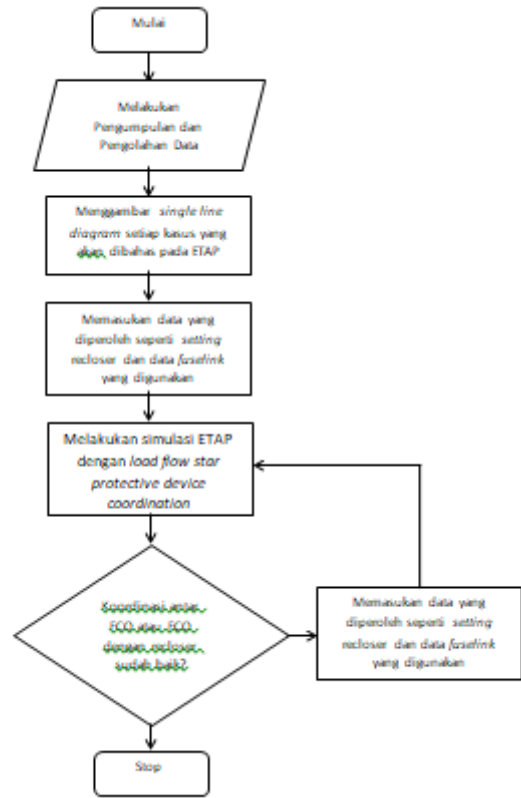 Mulai
Melakukan
Pengumpulan dan
Pengolahan Data
Menggambar single line
diagram setiap kasus yang
akan dibahas pada ETAP
Memasukan data yang
diperoleh seperti setting
recloser dan data fuselink
yang digunakan
Melakukan simulasi ETAP
dengan load flow star
protective device
coordination
Koordinasi antar
FCO atau FCO
dengan recloser
sudah baik?
Memasukan data yang
diperoleh seperti setting
recloser dan data fuselink
yang digunakan
Stop